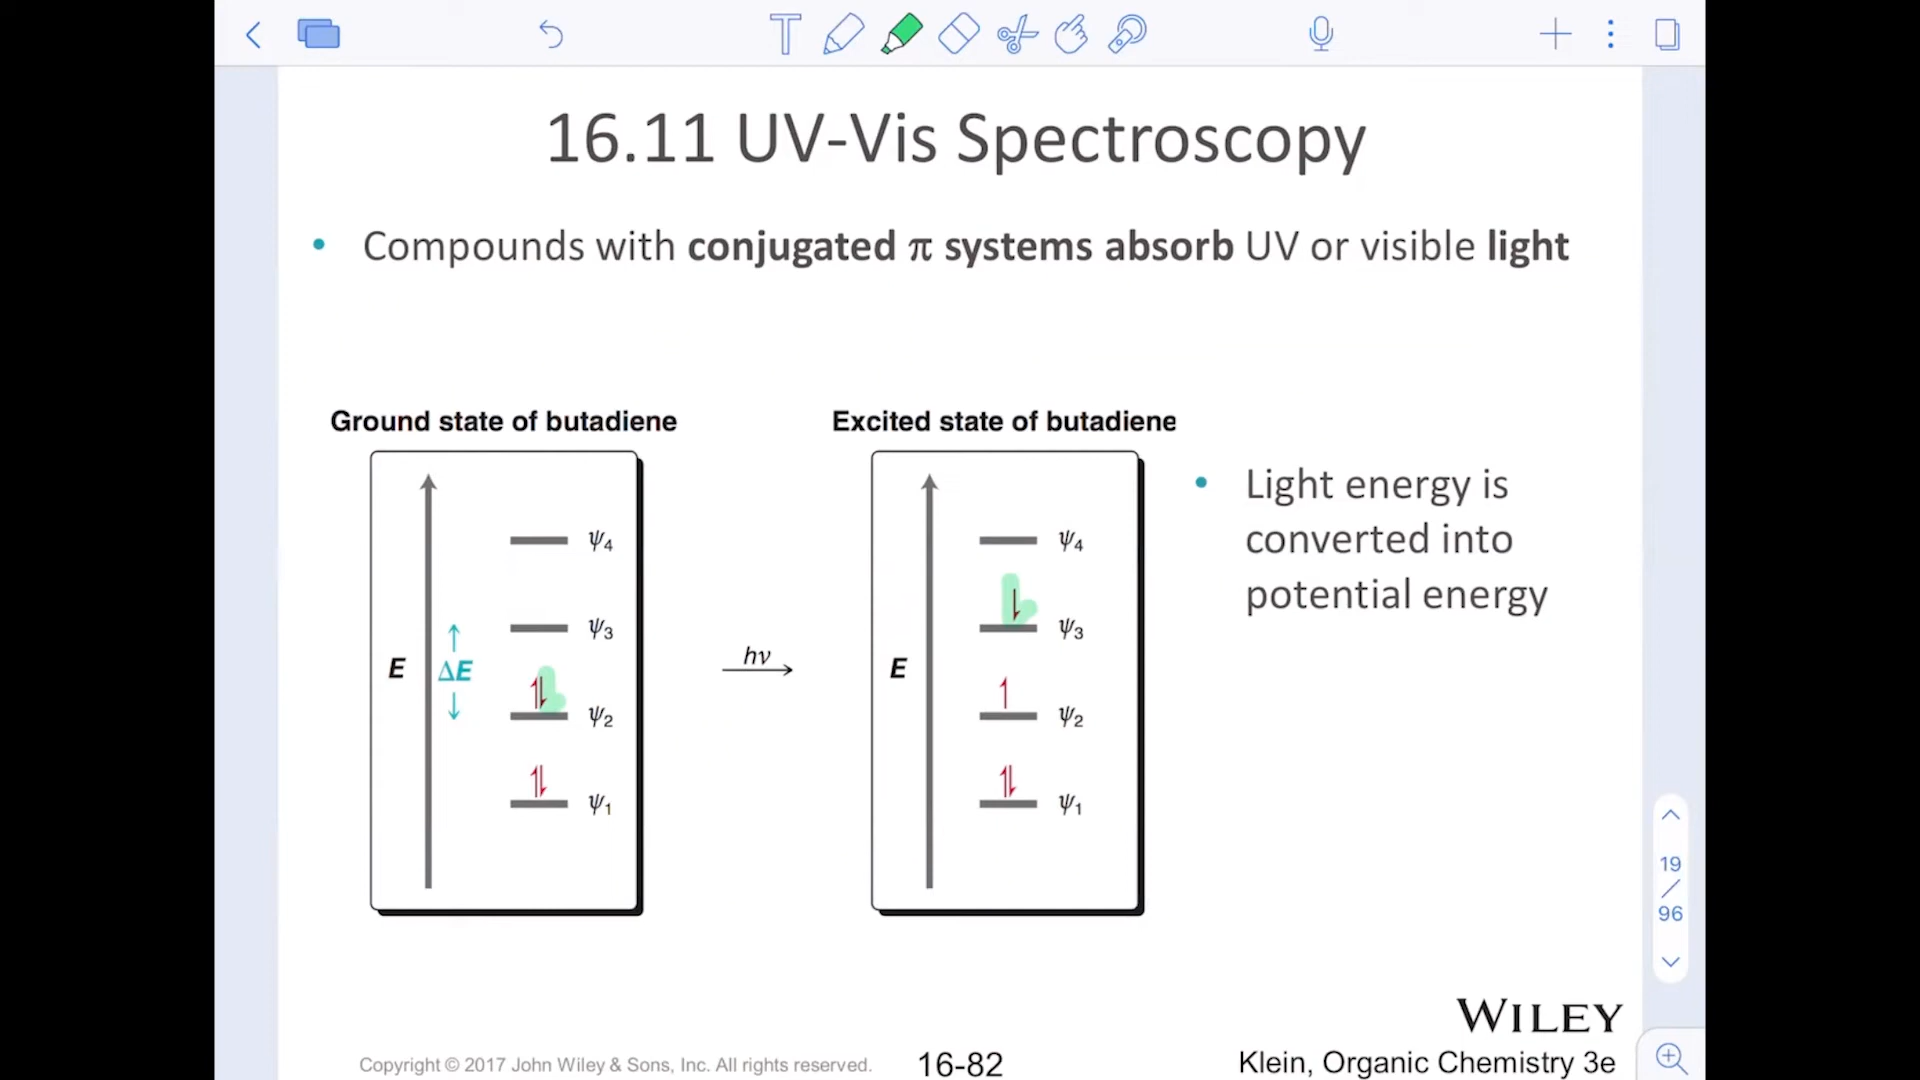 16.11 UV-Vis Spectroscopy
• Compounds with conjugated π systems absorb UV or visible light
Ground state of butadiene
E
ΔE
ψ4
ψ3
ψ2
ψ1
hν
Excited state of butadiene
E
ψ4
ψ3
ψ2
ψ1
• Light energy is
converted into
potential energy
19
/
96
WILEY
Copyright © 2017 John Wiley & Sons, Inc. All rights reserved.
16-82
Klein, Organic Chemistry 3e